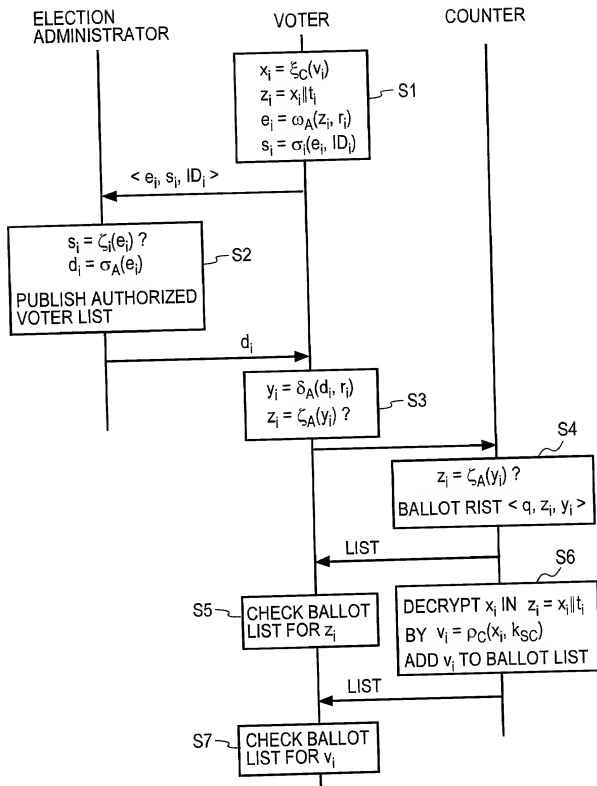 ELECTION
ADMINISTRATOR
VOTER
COUNTER
xᵢ = ξC(vᵢ)
zᵢ = xᵢ||tᵢ
eᵢ = ωA(zᵢ, rᵢ)
sᵢ = σᵢ(eᵢ, IDᵢ)
S1
< eᵢ, sᵢ, IDᵢ >
sᵢ = ζᵢ(eᵢ) ?
dᵢ = σA(eᵢ)
PUBLISH AUTHORIZED
VOTER LIST
S2
dᵢ
yᵢ = δA(dᵢ, rᵢ)
zᵢ = ζA(yᵢ) ?
S3
S4
zᵢ = ζA(yᵢ) ?
BALLOT RIST < q, zᵢ, yᵢ >
LIST
S5
CHECK BALLOT
LIST FOR zᵢ
S6
DECRYPT xᵢ IN zᵢ = xᵢ||tᵢ
BY vᵢ = ρC(xᵢ, kSC)
ADD vᵢ TO BALLOT LIST
LIST
S7
CHECK BALLOT
LIST FOR vᵢ